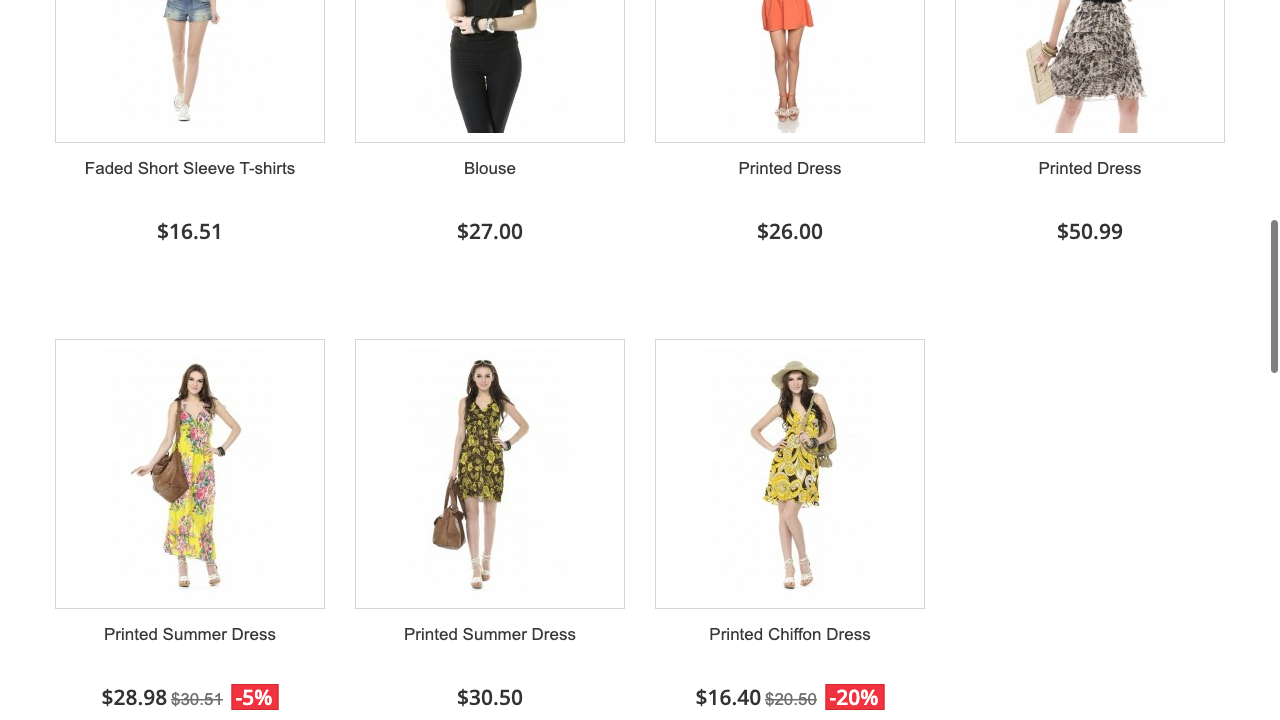 Faded Short Sleeve T-shirts
Blouse
Printed Dress
Printed Dress
$16.51
$27.00
$26.00
$50.99
Printed Summer Dress
Printed Summer Dress
Printed Chiffon Dress
$28.98 $30.51 -5%
$30.50
$16.40 $20.50 -20%